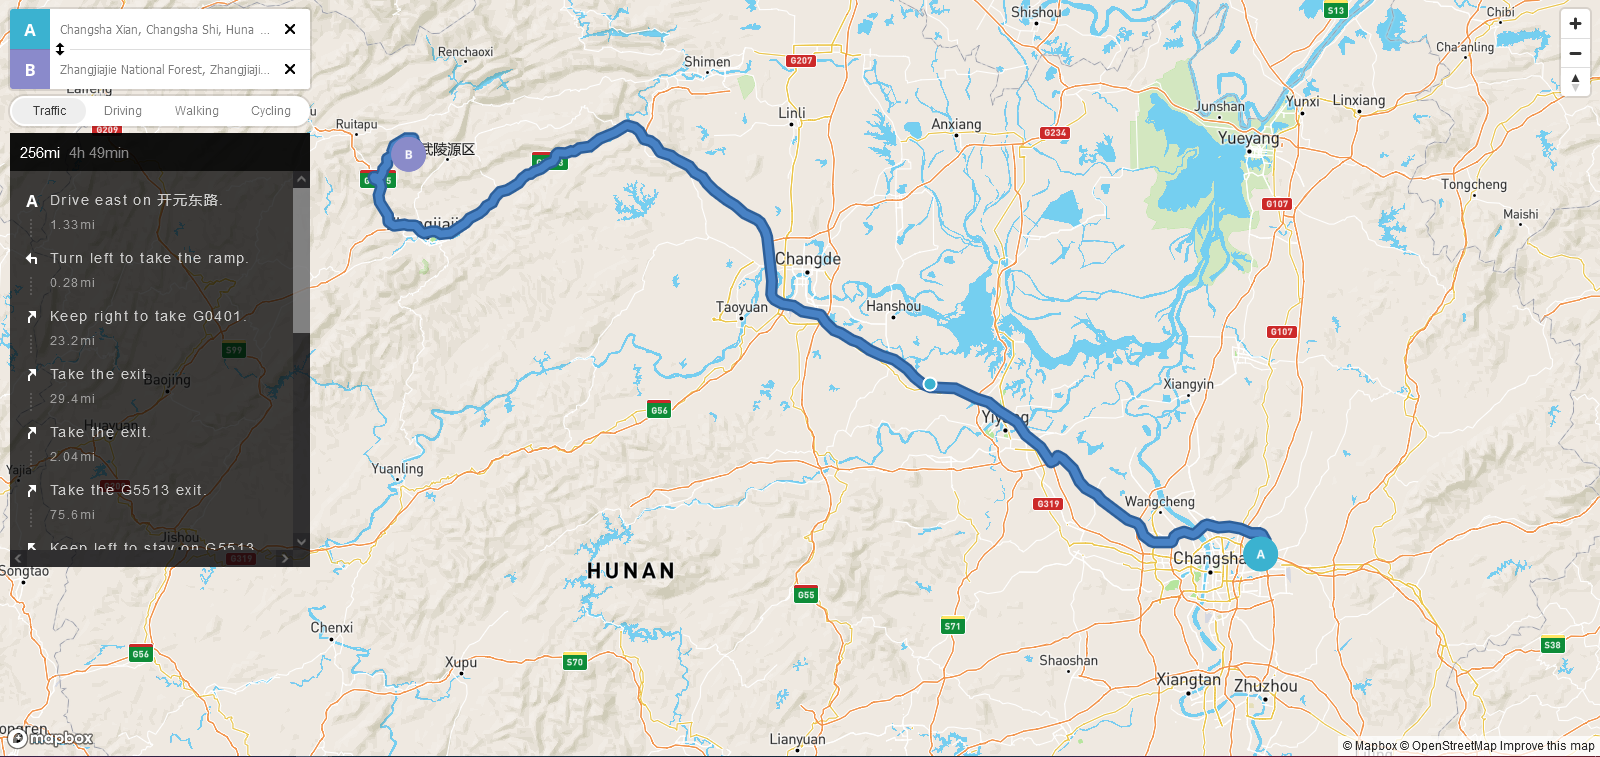 A
Changsha Xian, Changsha Shi, Huna ...
B
Zhangjiajie National Forest, Zhangjiaji...
Traffic
Driving
Walking
Cycling
256mi 4h 49min
A Drive east on 开元东路.
1.33mi
Turn left to take the ramp.
0.28mi
Keep right to take G0401.
23.2mi
Take the exit.
29.4mi
Take the exit.
2.04mi
Take the G5513 exit.
75.6mi
Keep left to stay on G5513
Shishou
S13
Chibi
Renchaoxi
Shimen
G207
Cha'anling
Laifeng
Ruitapu
Linli
Anxiang
G234
Junshan
Yunxi
Linxiang
Yueyang
G209
B
武陵源区
Tongcheng
G107
Maishi
Changde
Taoyuan
Hanshou
G107
S99
Baojing
Xiangyin
G56
Huayuan
Yiyang
Yajia
Yuanling
G319
Wangcheng
Jishou
G319
Songtao
HUNAN
Changsha
A
G55
Chenxi
S71
G56
Xupu
S70
Shaoshan
S38
Xiangtan
Zhuzhou
Lianyuan
mapbox
© Mapbox © OpenStreetMap Improve this map